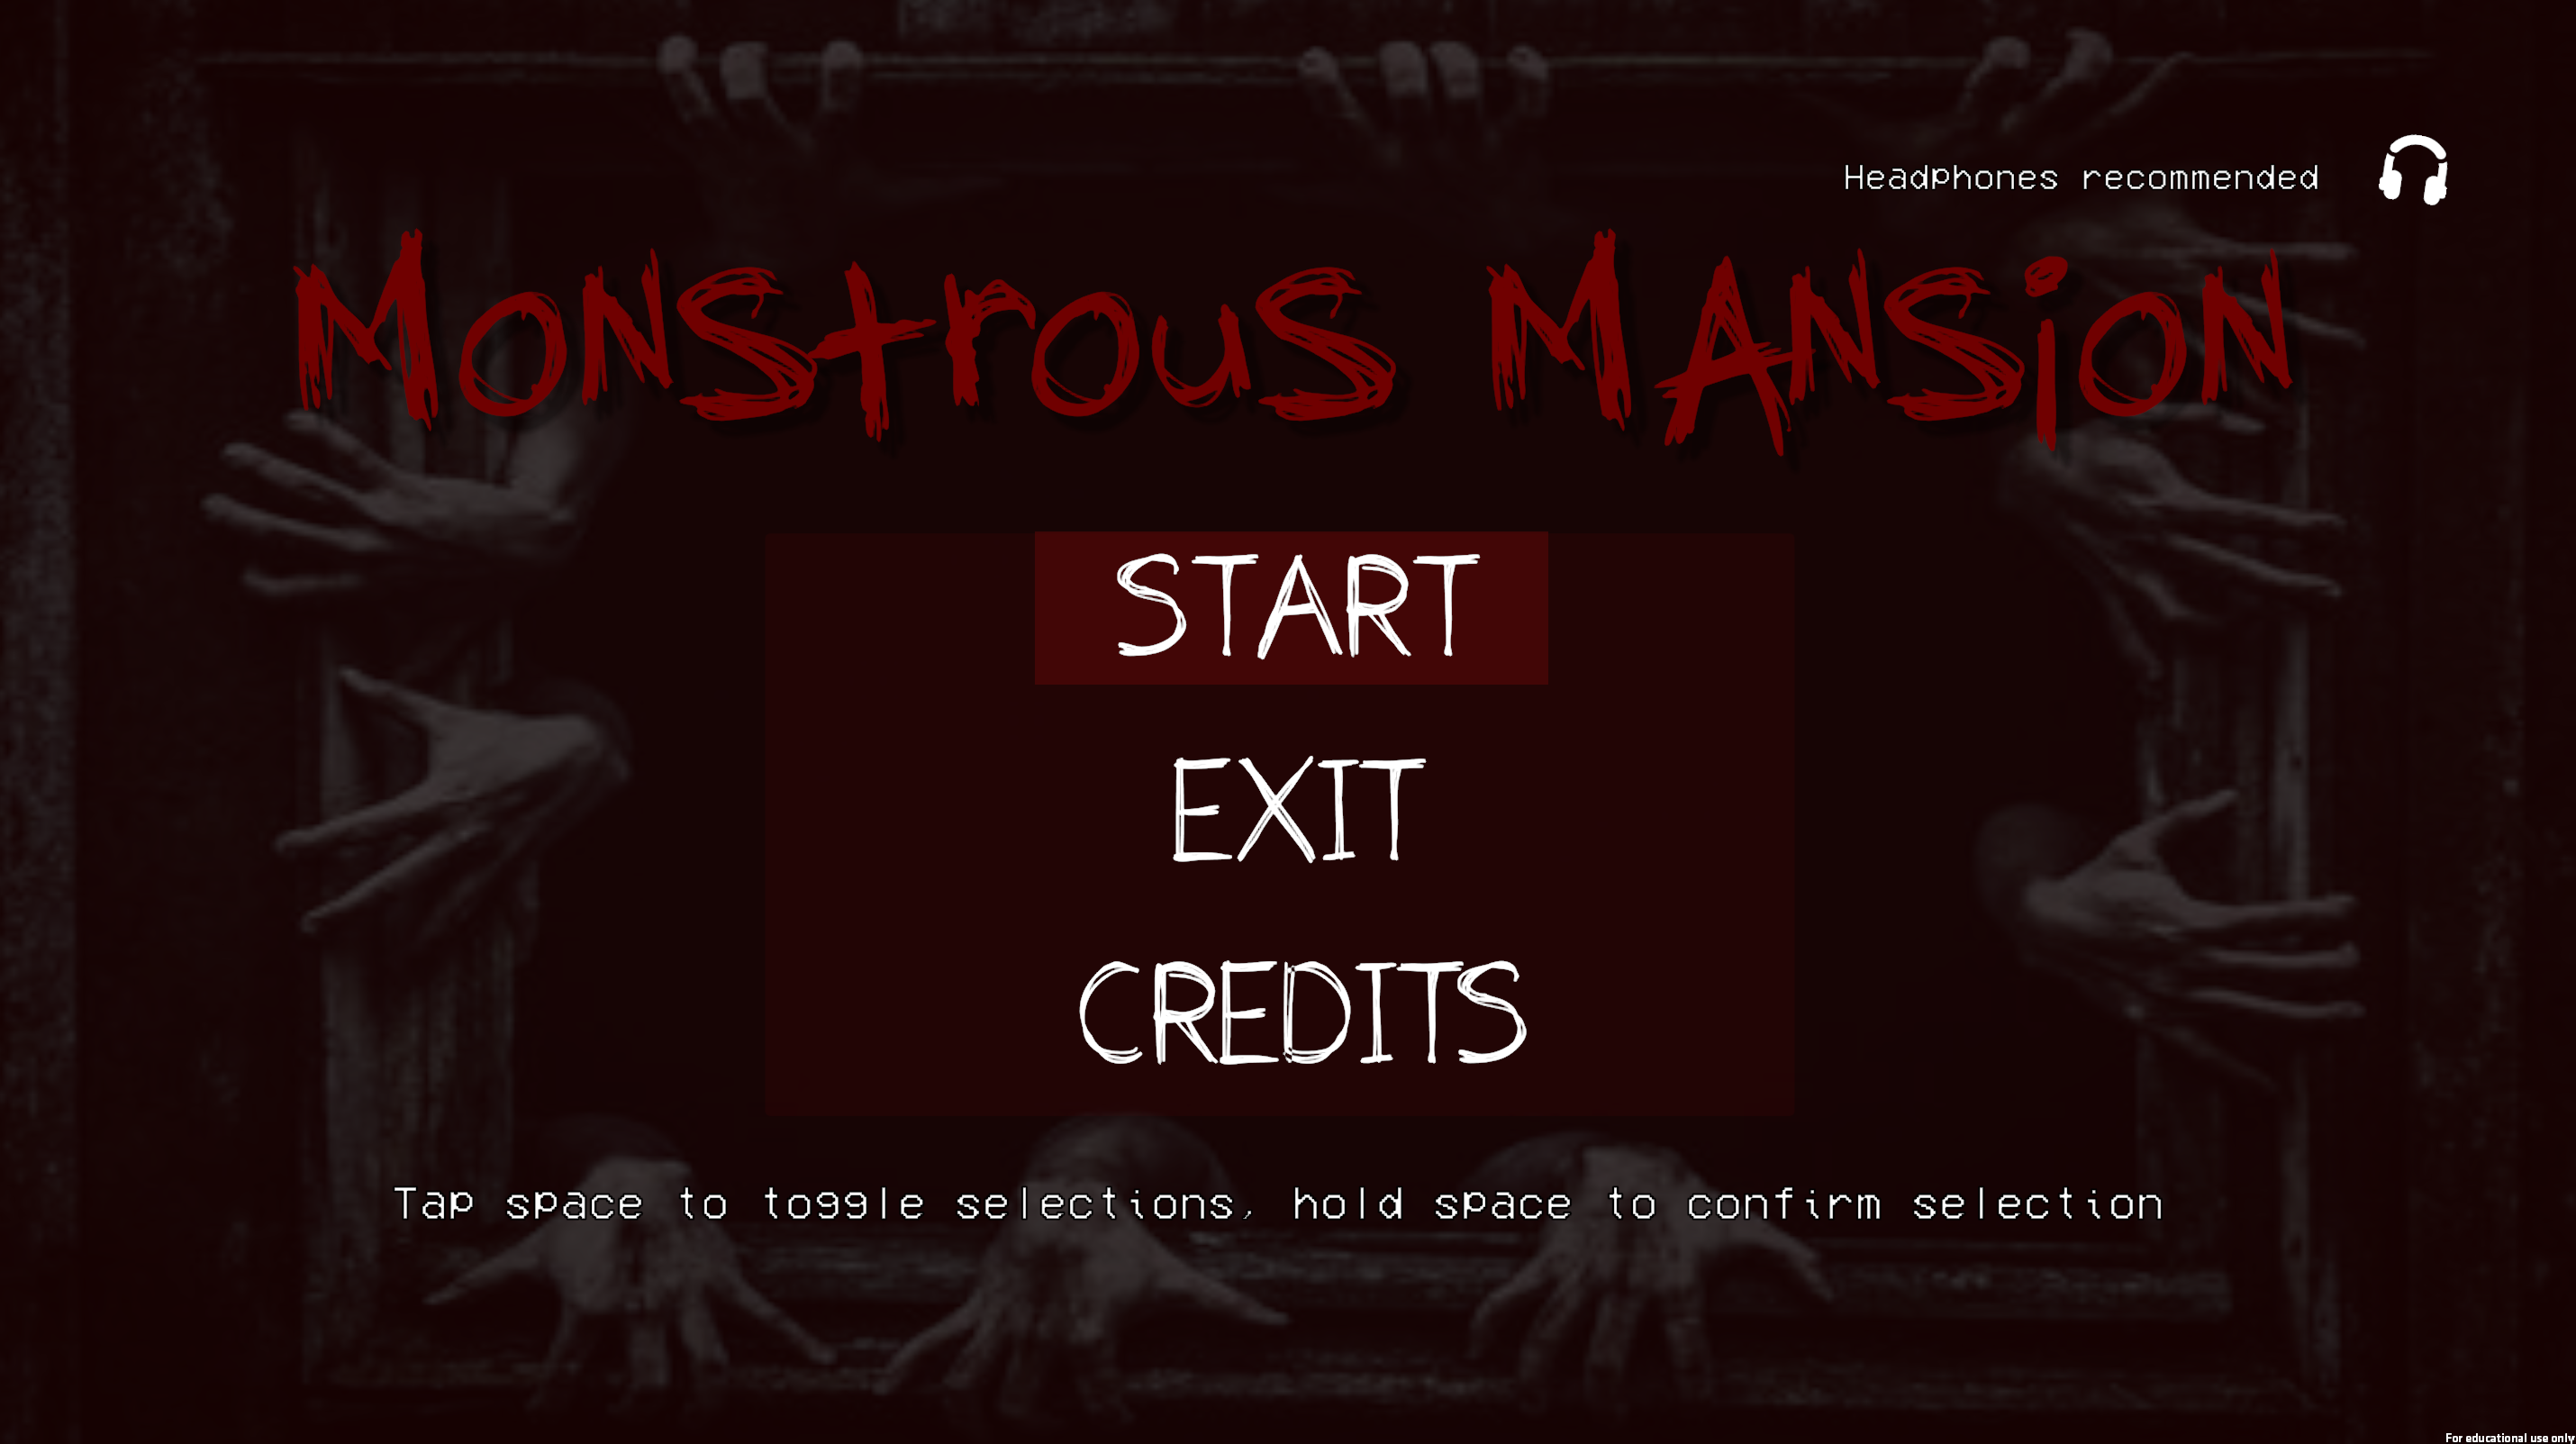 Headphones recommended
Monstrous Mansion
START
EXIT
CREDITS
Tap space to toggle selections, hold space to confirm selection
For educational use only